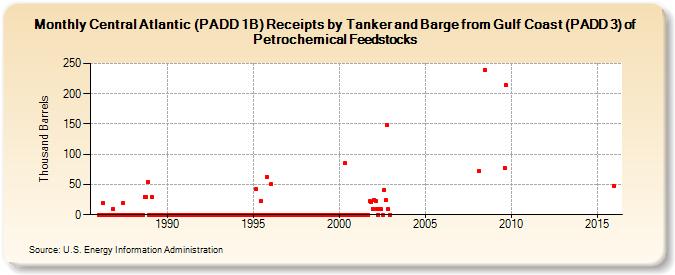 Monthly Central Atlantic (PADD 1B) Receipts by Tanker and Barge from Gulf Coast (PADD 3) of
Petrochemical Feedstocks
Thousand Barrels
250
200
150
100
50
0
1990 1995 2000 2005 2010 2015
Source: U.S. Energy Information Administration